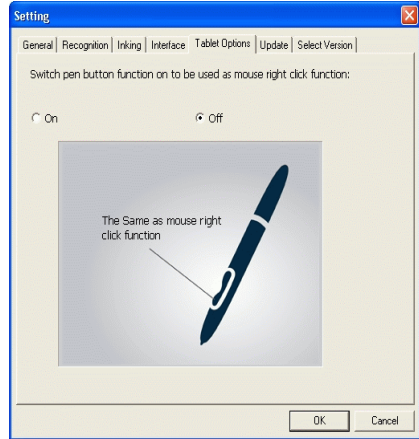 Setting
General Recognition Inking Interface Tablet Options Update Select Version
Switch pen button function on to be used as mouse right click function:
On Off
The Same as mouse right
click function
OK Cancel